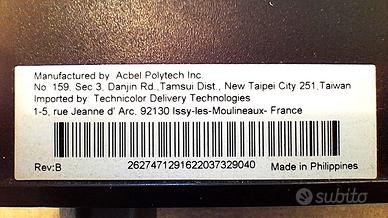 Manufactured by Acbel Polytech Inc.
No. 159, Sec.3, Danjin Rd.,Tamsui Dist., New Taipei City 251,Taiwan
Imported by Technicolor Delivery Technologies
1-5, rue Jeanne d' Arc. 92130 Issy-les-Moulineaux- France
Rev:B
2627471291622037329040
Made in Philippines
subito